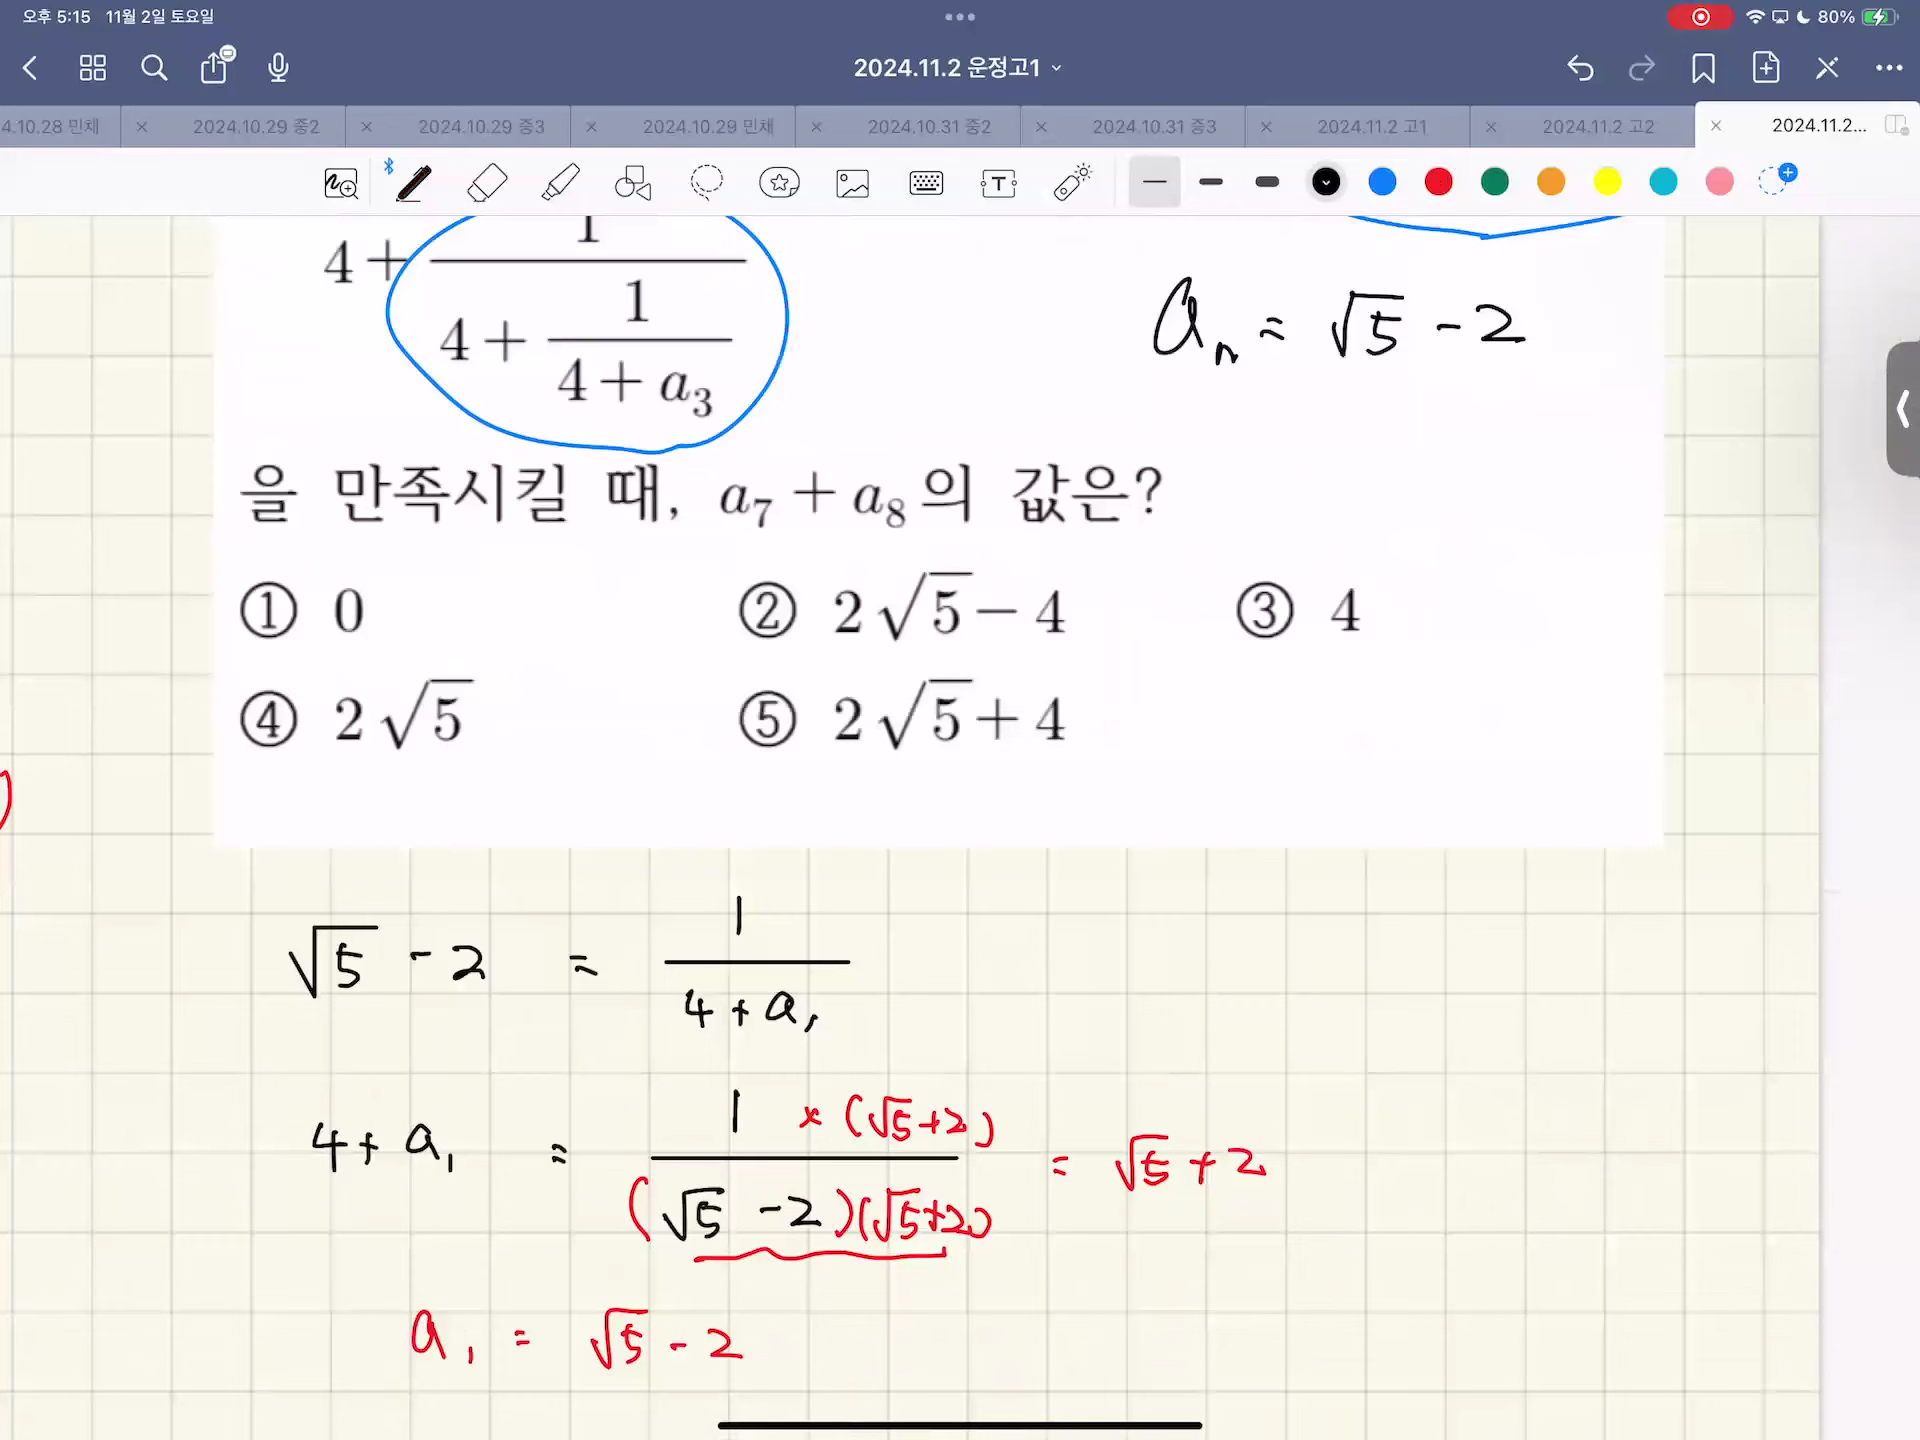 오후 5:15 11월 2일 토요일
80%
2024.11.2 운정고1
4.10.28 민채
2024.10.29 중2
2024.10.29 중3
2024.10.29 민채
2024.10.31 중2
2024.10.31 중3
2024.11.2 고1
2024.11.2 고2
2024.11.2...
4+
1
4+ 1
4+a₃
aₙ = √5 -2
을 만족시킬 때, a₇+a₈의 값은?
① 0 ② 2√5-4 ③ 4
④ 2√5 ⑤ 2√5+4
√5 -2 = 1
4+a₁
4+a₁ = 1 ×(√5+2) = √5+2
(√5 -2)(√5+2)
a₁ = √5-2